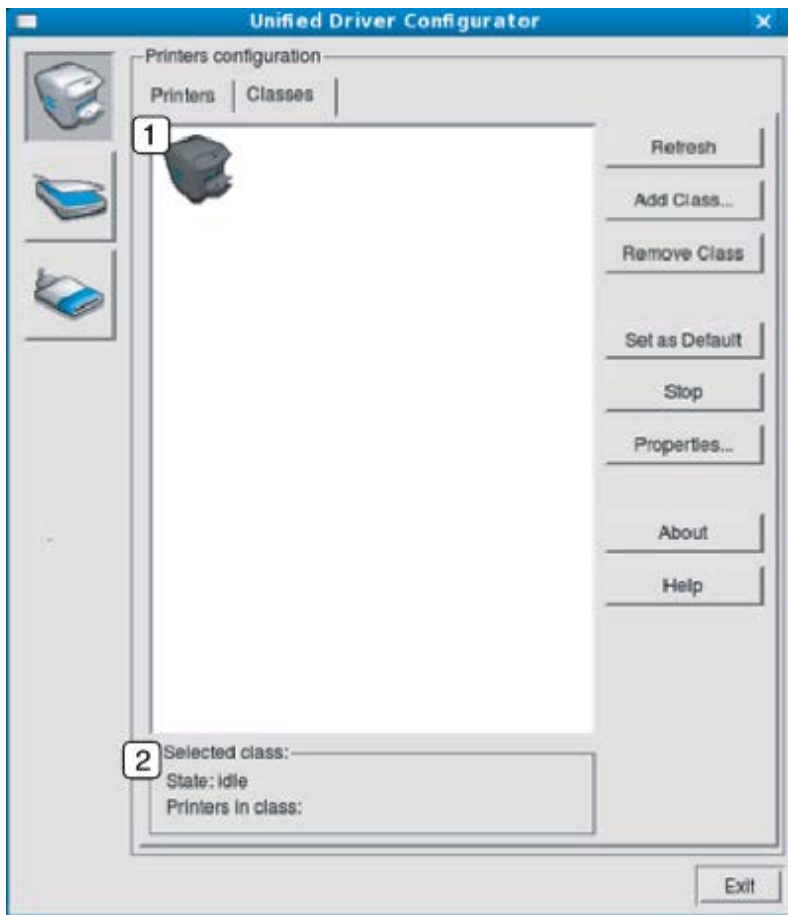 Unified Driver Configurator
Printers configuration
Printers Classes
1
Refresh
Add Class...
Remove Class
Set as Default
Stop
Properties...
About
Help
2
Selected class:
State: idle
Printers in class:
Exit